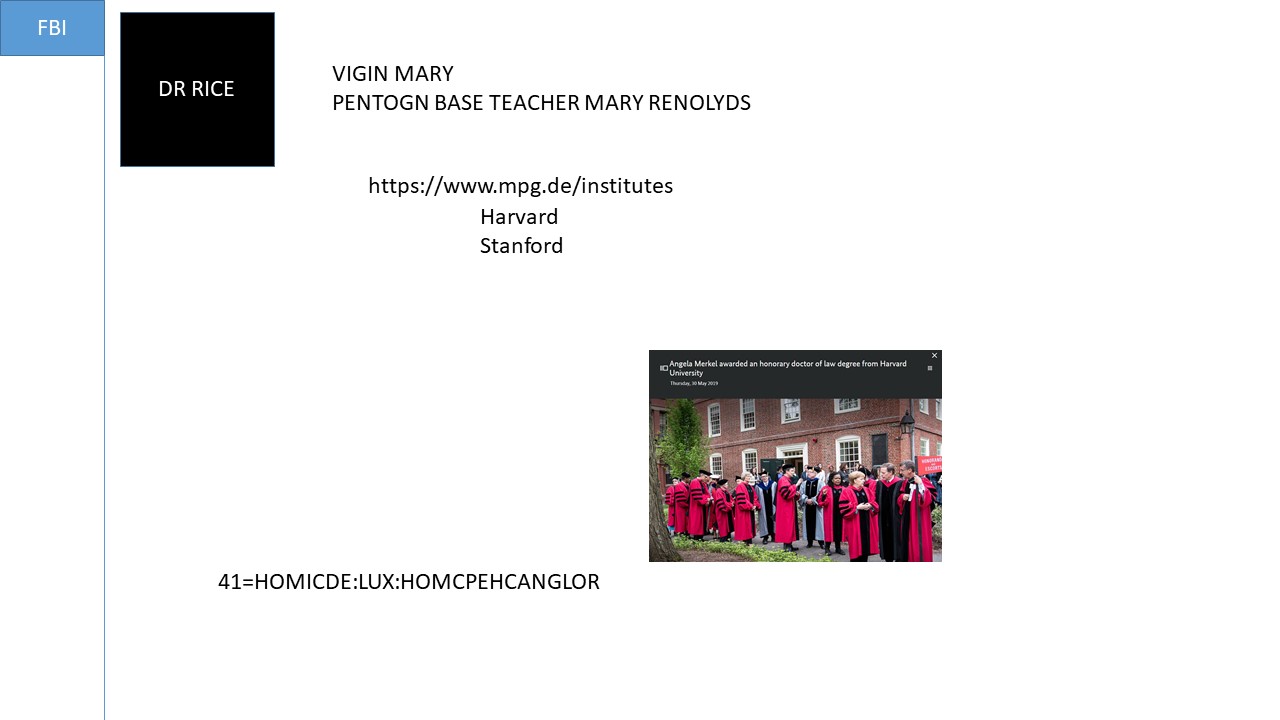 FBI
DR RICE
VIGIN MARY
PENTOGN BASE TEACHER MARY RENOLYDS
https://www.mpg.de/institutes
Harvard
Stanford
Angela Merkel awarded an honorary doctor of law degree from Harvard
University
Thursday, 30 May 2019
41=HOMICDE:LUX:HOMCPEHCANGLOR